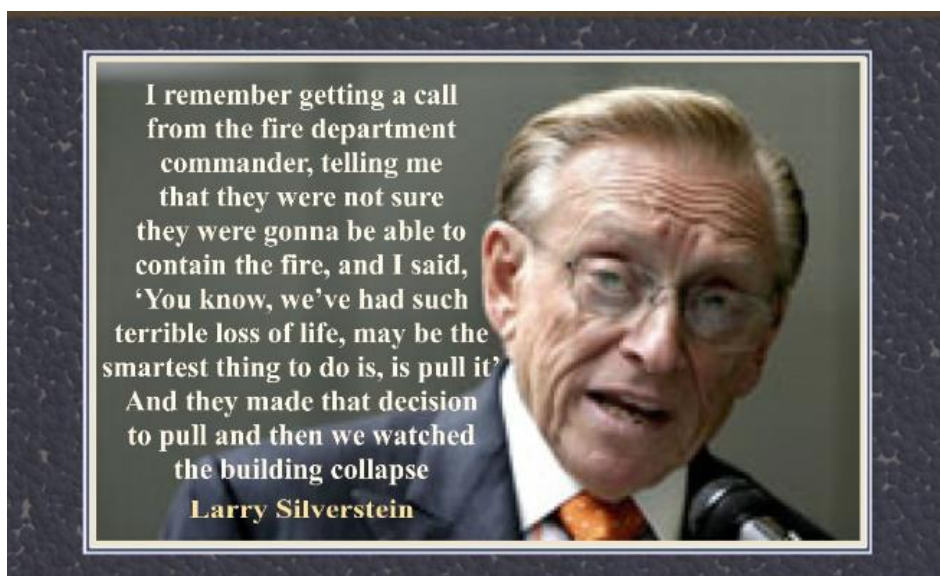 I remember getting a call
from the fire department
commander, telling me
that they were not sure
they were gonna be able to
contain the fire, and I said,
‘You know, we’ve had such
terrible loss of life, may be the
smartest thing to do is, is pull it’
And they made that decision
to pull and then we watched
the building collapse
Larry Silverstein